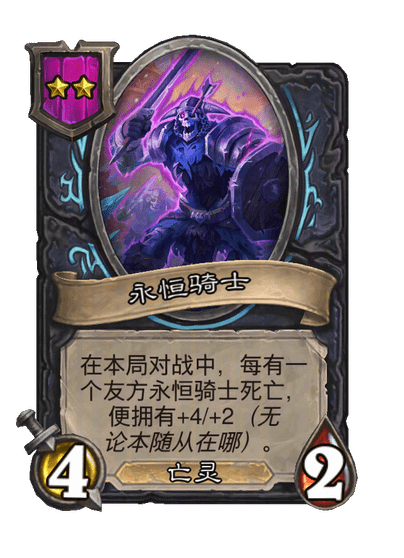 永恒骑士
在本局对战中，每有一
个友方永恒骑士死亡，
便拥有+4/+2（无
论本随从在哪）。
4
亡灵
2